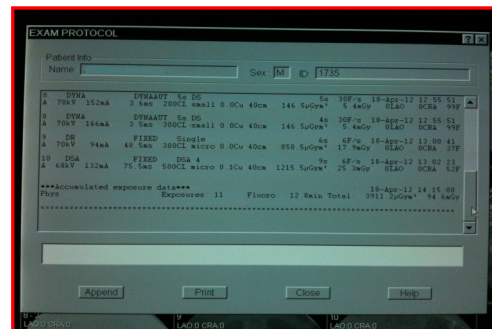 EXAM PROTOCOL
Patient Info
Name: Sex: M ID: 1735
8 DYNA DYNAAUT 5s DS 5s 30F/s 18-Apr-12 12 55 51
A 70kV 152mA 3.6ms 200CL small 0.0Cu 40cm 146.5µGym² 5.4mGy 0LAO 0CRA 99F
8 DYNA DYNAAUT 5s DS 4s 30F/s 18-Apr-12 12 55 51
A 70kV 166mA 3.5ms 300CL small 0.0Cu 40cm 146.5µGym² 5.4mGy 0LAO 0CRA 99F
9 DR FIXED Single 6s 6F/s 18-Apr-12 13 00 41
A 70kV 94mA 40.5ms 300CL micro 0.0Cu 40cm 858.5µGym² 17.9mGy 0LAO 0CRA 37F
10 DSA FIXED DSA 4 9s 6F/s 18-Apr-12 13 02 23
A 68kV 132mA 75.5ms 500CL micro 0.1Cu 40cm 1215.5µGym² 25.2mGy 0LAO 0CRA 52F
***Accumulated exposure data*** 18-Apr-12 14 15 08
Phys Exposures 11 Fluoro 12.8min Total 3911.2µGym² 94.6mGy
Append Print Close Help
8 9 10
LAO:0 CRA:0 LAO:0 CRA:0 LAO:0 CRA:0